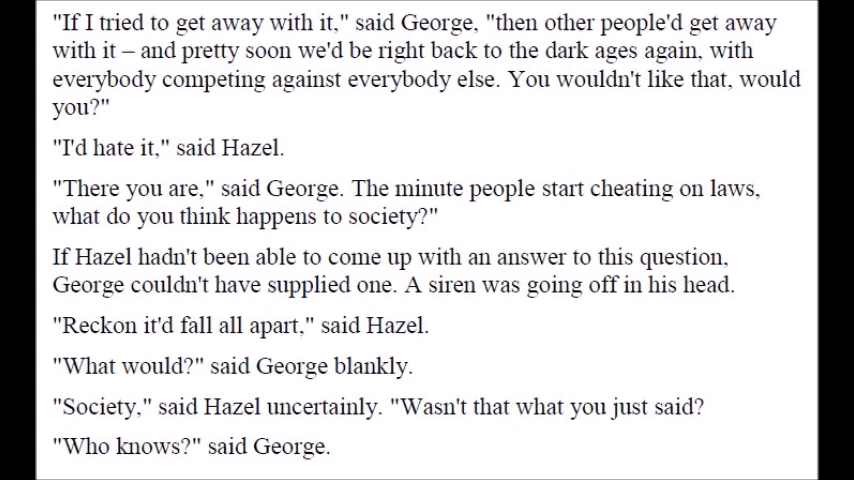 "If I tried to get away with it," said George, "then other people'd get away
with it – and pretty soon we'd be right back to the dark ages again, with
everybody competing against everybody else. You wouldn't like that, would
you?"
"I'd hate it," said Hazel.
"There you are," said George. The minute people start cheating on laws,
what do you think happens to society?"
If Hazel hadn't been able to come up with an answer to this question,
George couldn't have supplied one. A siren was going off in his head.
"Reckon it'd fall all apart," said Hazel.
"What would?" said George blankly.
"Society," said Hazel uncertainly. "Wasn't that what you just said?
"Who knows?" said George.